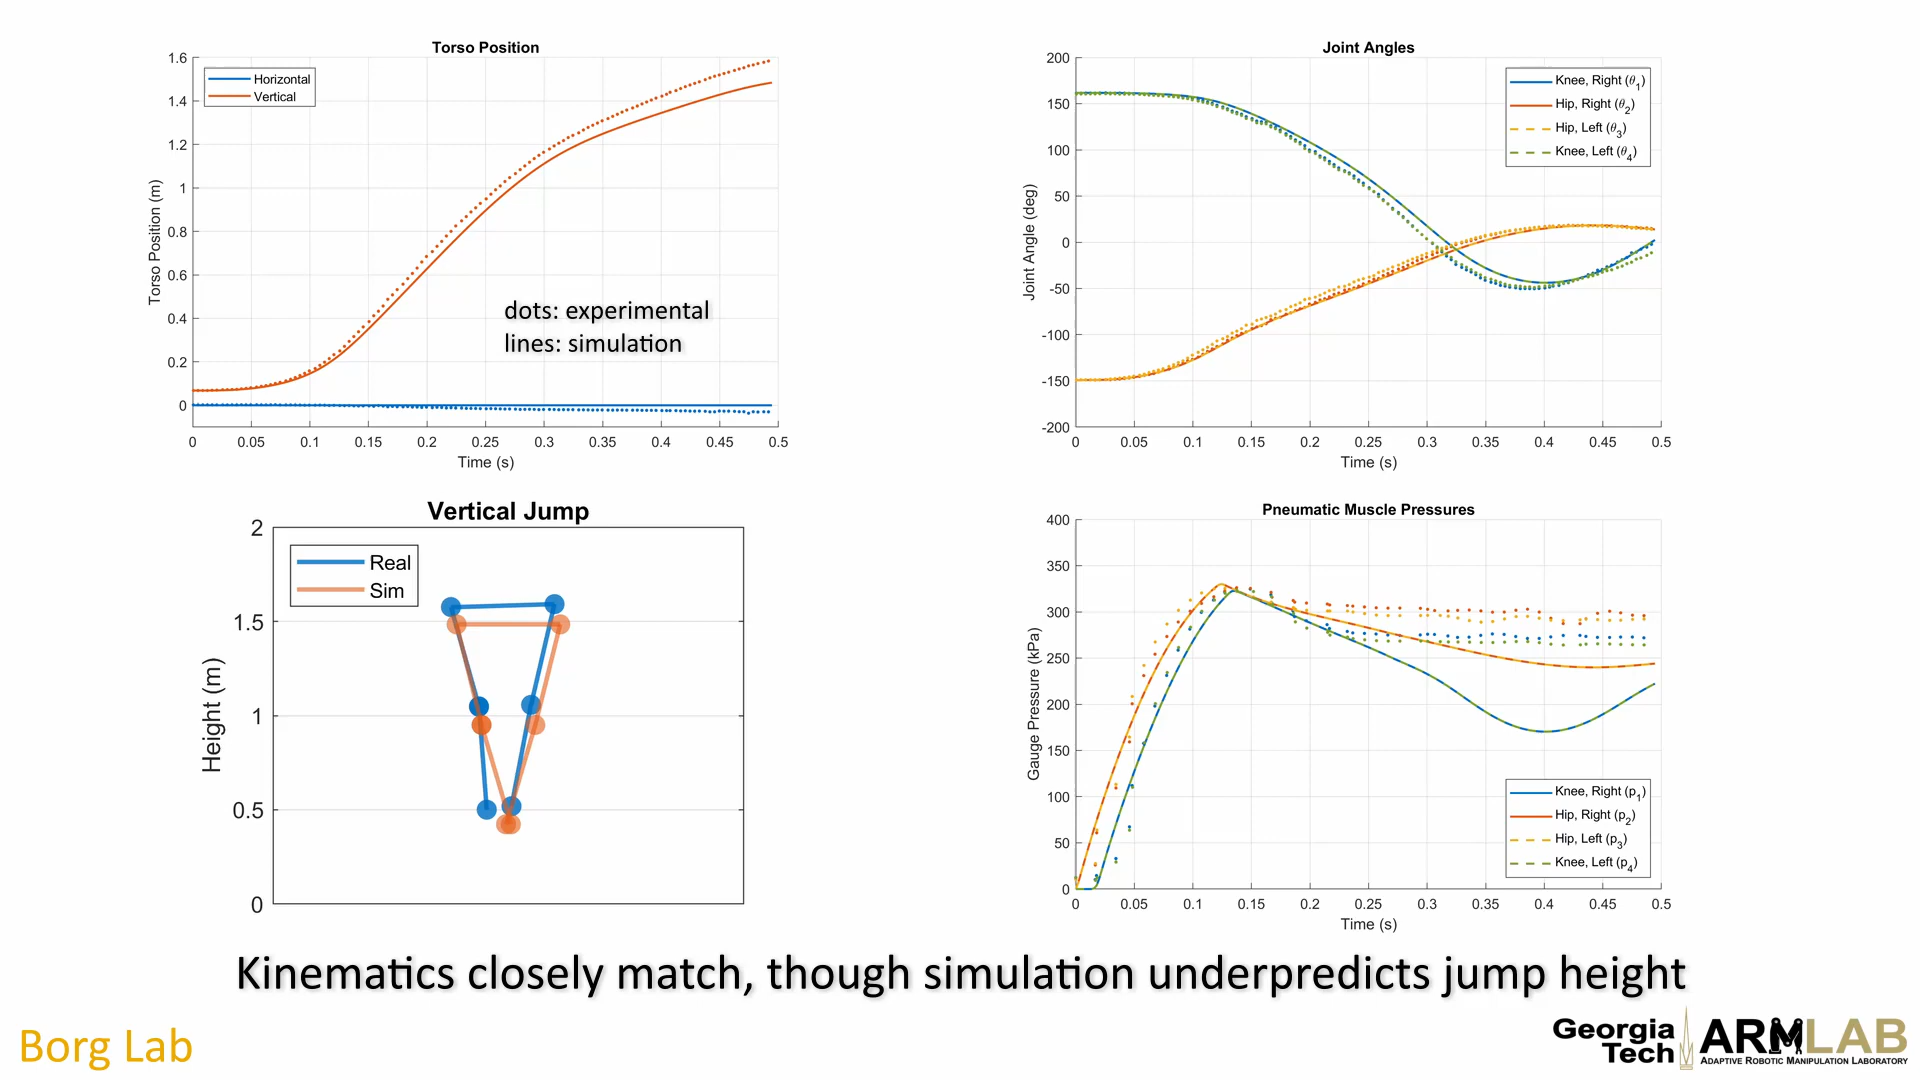 Torso Position
1.6
1.4
1.2
1
0.8
0.6
0.4
0.2
0
Torso Position (m)
Horizontal
Vertical
dots: experimental
lines: simulation
0 0.05 0.1 0.15 0.2 0.25 0.3 0.35 0.4 0.45 0.5
Time (s)
Joint Angles
200
150
100
50
0
-50
-100
-150
-200
Joint Angle (deg)
Knee, Right (θ1)
Hip, Right (θ2)
Hip, Left (θ3)
Knee, Left (θ4)
0 0.05 0.1 0.15 0.2 0.25 0.3 0.35 0.4 0.45 0.5
Time (s)
Vertical Jump
2
1.5
1
0.5
0
Height (m)
Real
Sim
Pneumatic Muscle Pressures
400
350
300
250
200
150
100
50
0
Gauge Pressure (kPa)
Knee, Right (p1)
Hip, Right (p2)
Hip, Left (p3)
Knee, Left (p4)
0 0.05 0.1 0.15 0.2 0.25 0.3 0.35 0.4 0.45 0.5
Time (s)
Kinematics closely match, though simulation underpredicts jump height
Borg Lab
Georgia
Tech
ARMLAB
ADAPTIVE ROBOTIC MANIPULATION LABORATORY